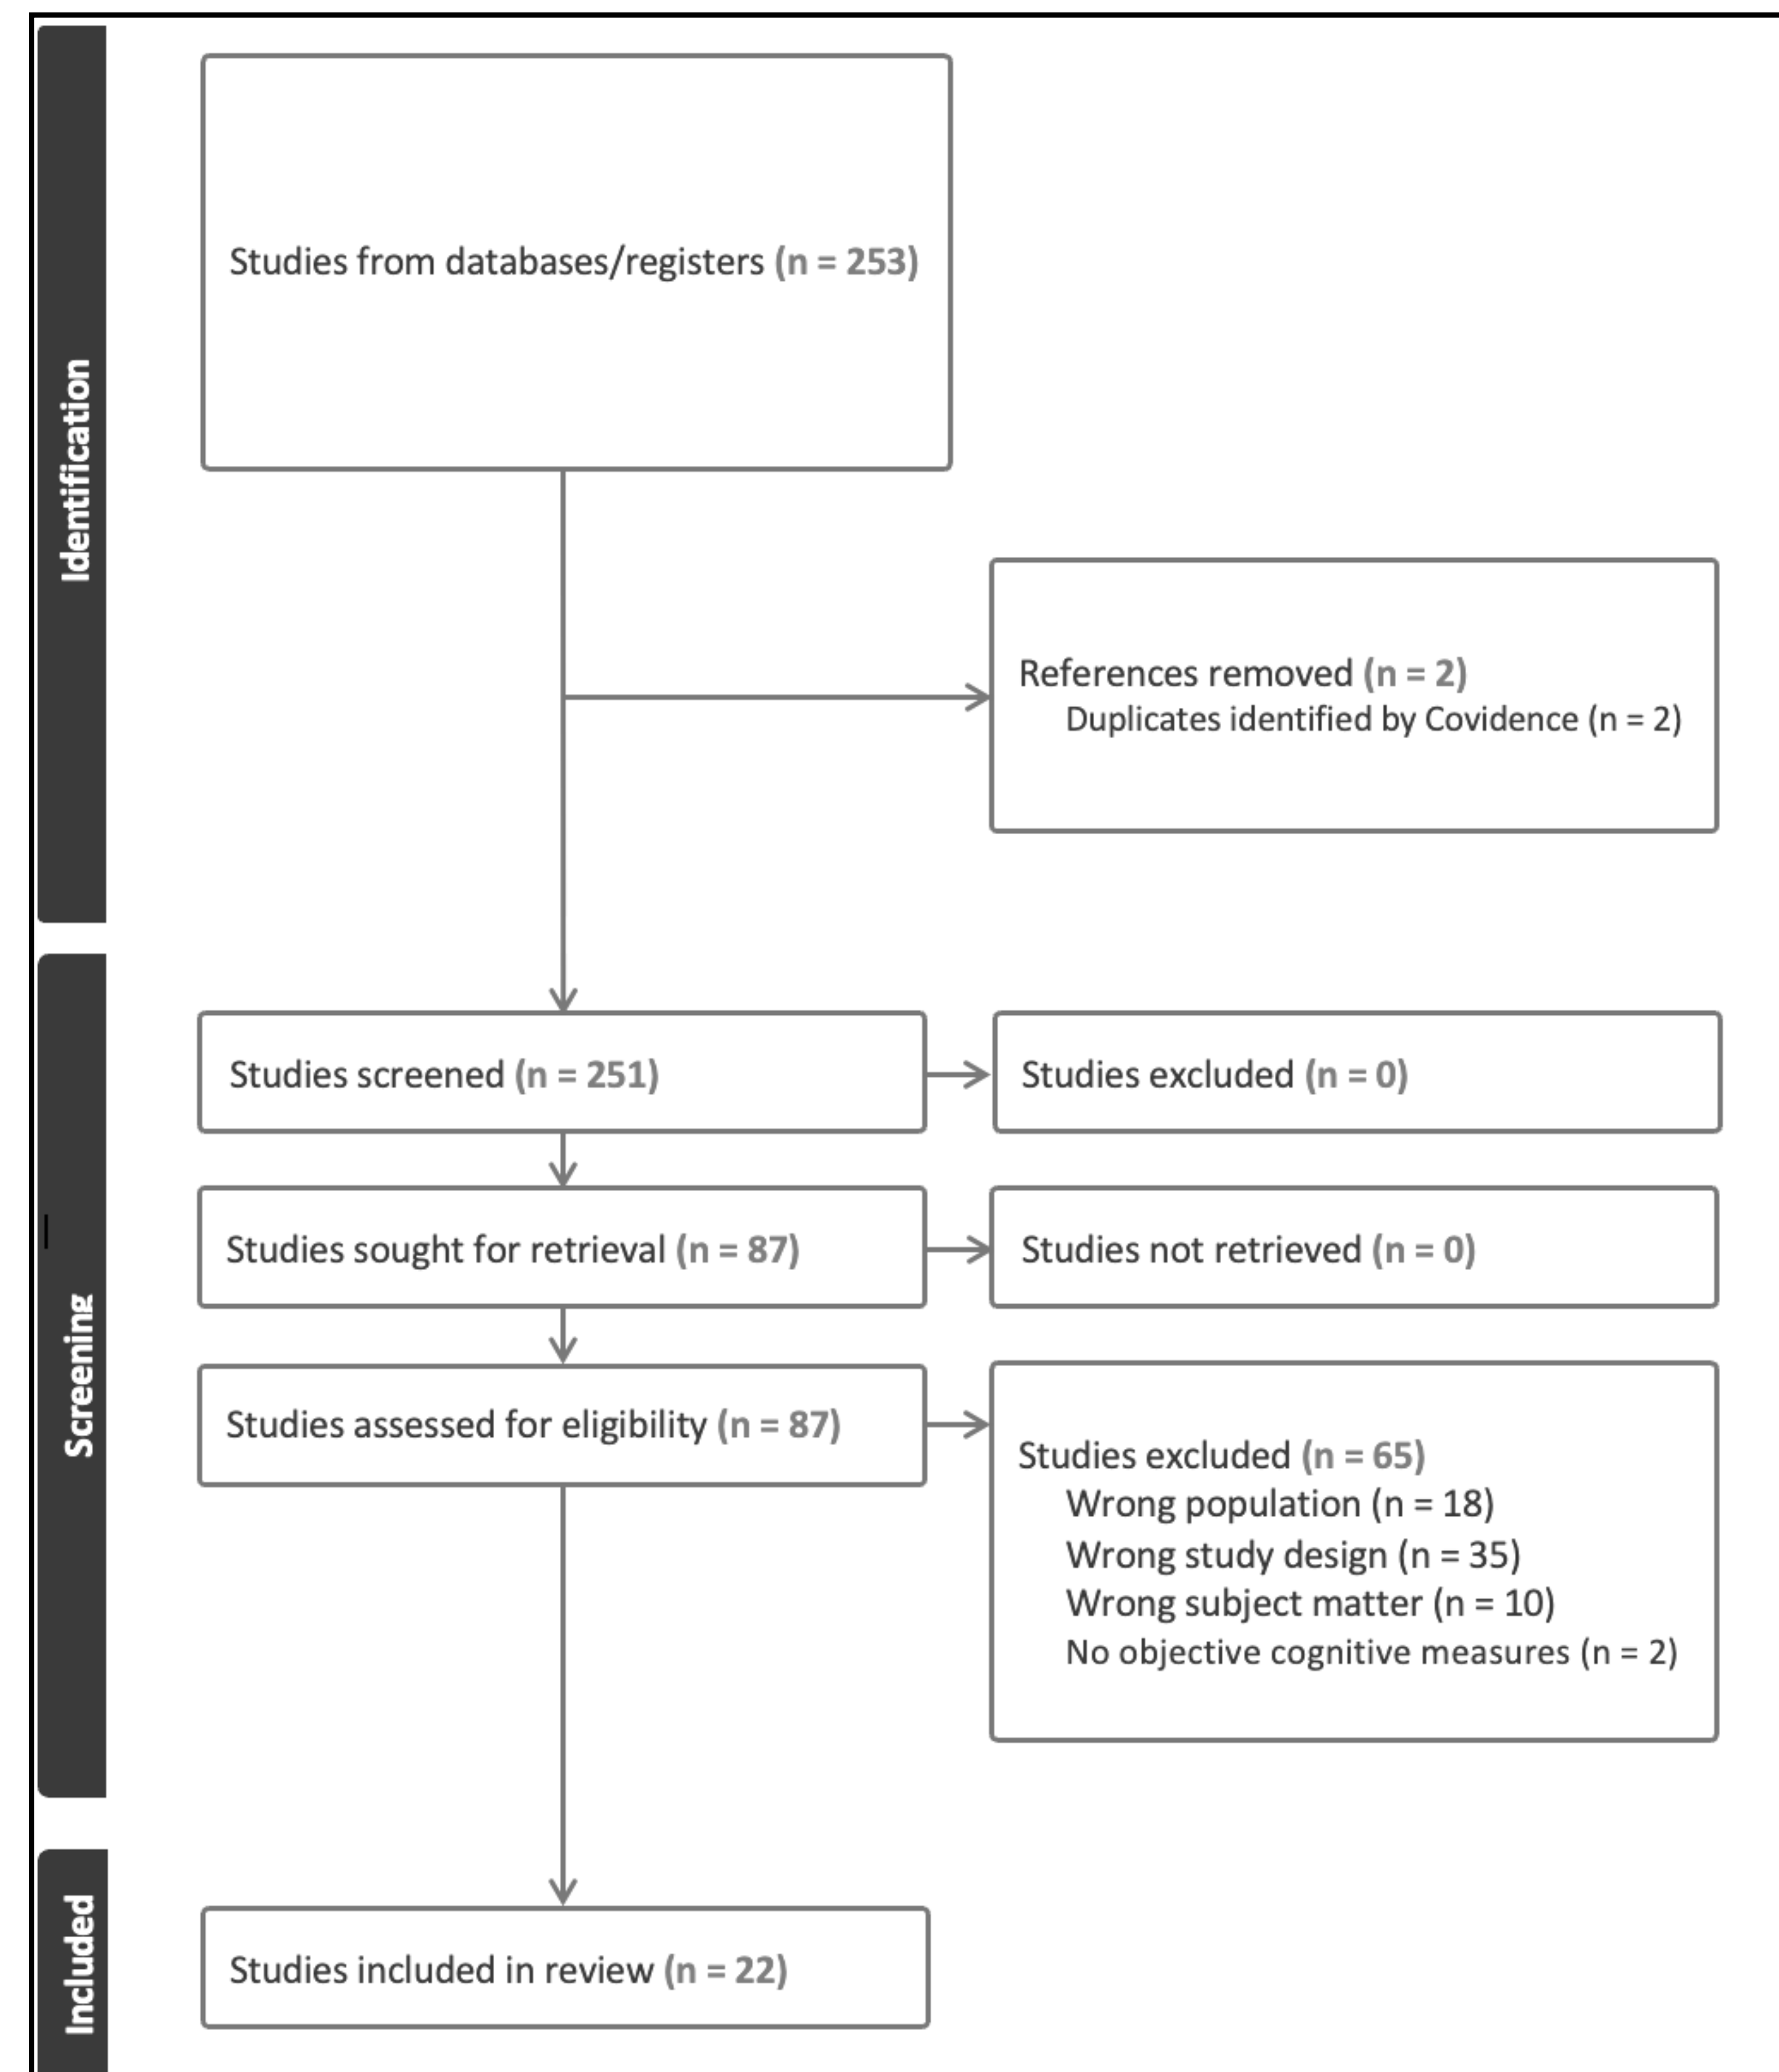 Identification
Studies from databases/registers (n = 253)
References removed (n = 2)
Duplicates identified by Covidence (n = 2)
Screening
Studies screened (n = 251)
Studies excluded (n = 0)
Studies sought for retrieval (n = 87)
Studies not retrieved (n = 0)
Studies assessed for eligibility (n = 87)
Studies excluded (n = 65)
Wrong population (n = 18)
Wrong study design (n = 35)
Wrong subject matter (n = 10)
No objective cognitive measures (n = 2)
Included
Studies included in review (n = 22)